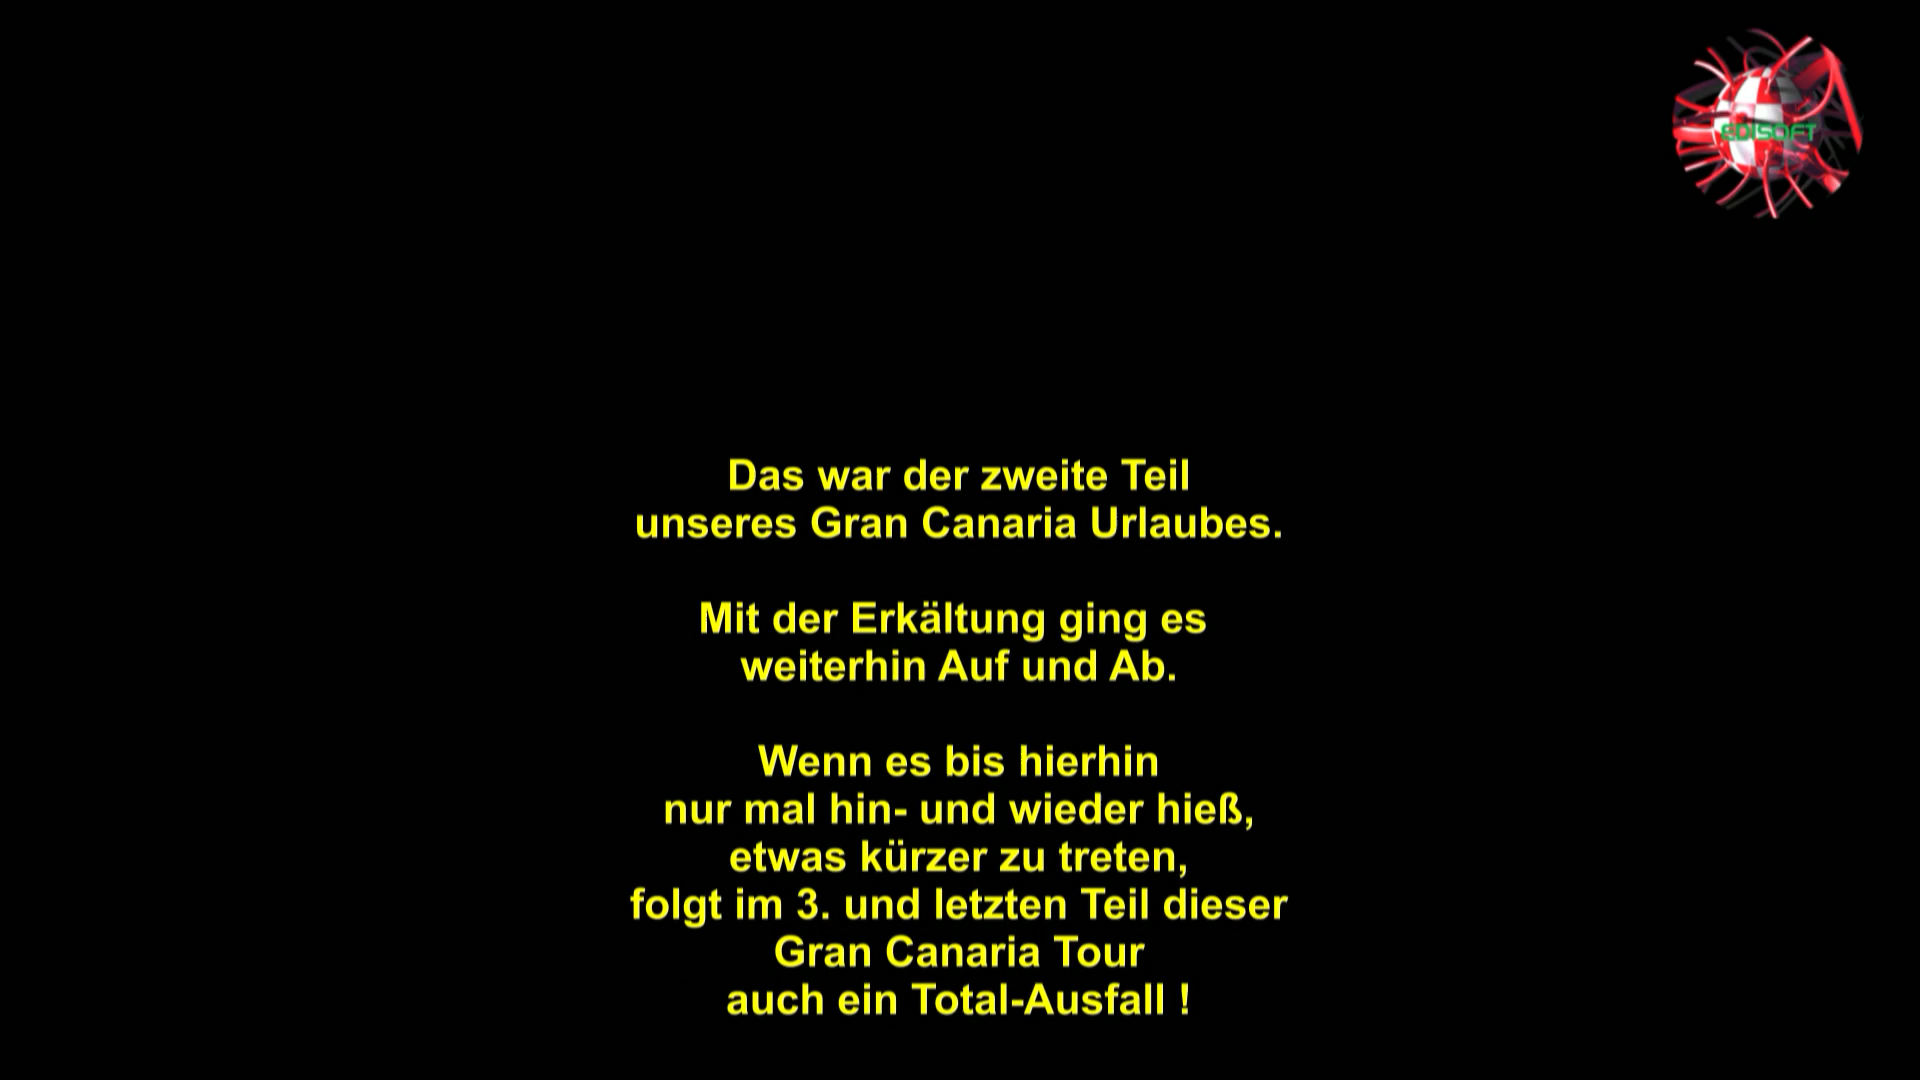 EDISOFT
Das war der zweite Teil
unseres Gran Canaria Urlaubes.
Mit der Erkältung ging es
weiterhin Auf und Ab.
Wenn es bis hierhin
nur mal hin- und wieder hieß,
etwas kürzer zu treten,
folgt im 3. und letzten Teil dieser
Gran Canaria Tour
auch ein Total-Ausfall !